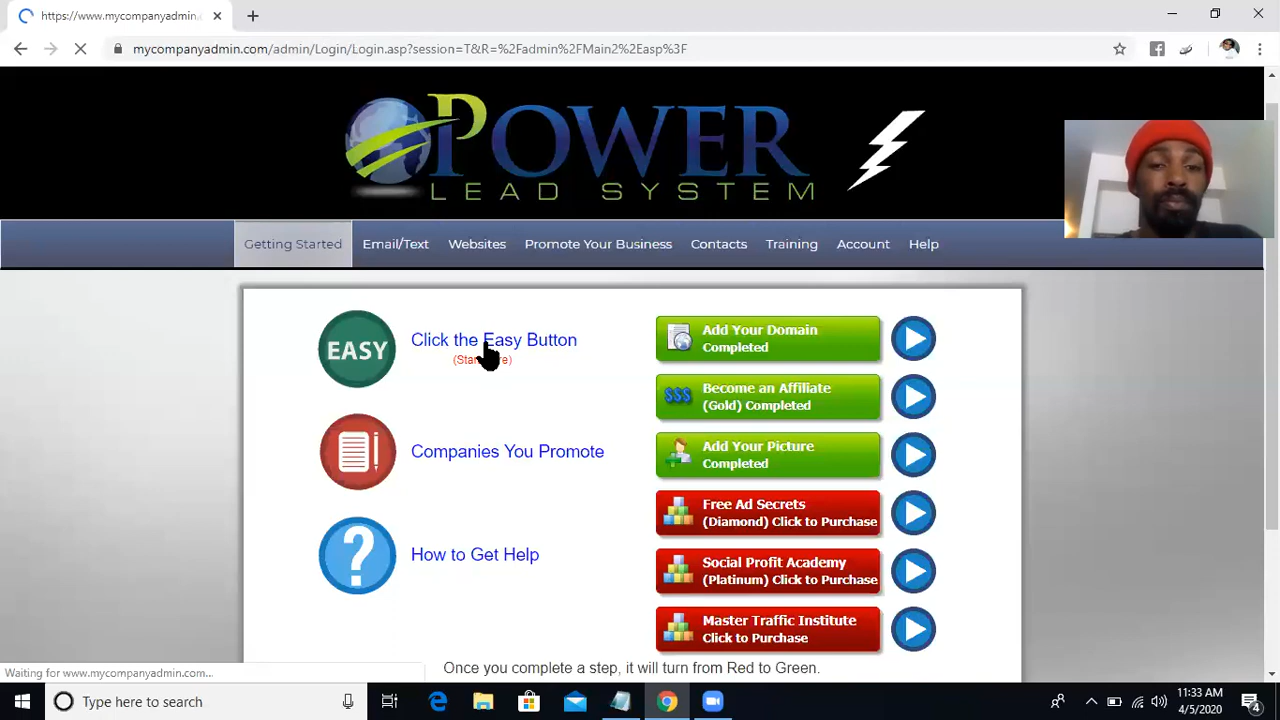 https://www.mycompanyadmin.
mycompanyadmin.com/admin/Login/Login.asp?session=T&R=%2Fadmin%2FMain2%2Easp%3F
POWER
LEAD SYSTEM
Getting Started Email/Text Websites Promote Your Business Contacts Training Account Help
EASY Click the Easy Button
Companies You Promote
? How to Get Help
Add Your Domain
Completed
Become an Affiliate
(Gold) Completed
Add Your Picture
Completed
Free Ad Secrets
(Diamond) Click to Purchase
Social Profit Academy
(Platinum) Click to Purchase
Master Traffic Institute
Click to Purchase
Once you complete a step, it will turn from Red to Green.
Waiting for www.mycompanyadmin.com...
Type here to search
11:33 AM
4/5/2020
4